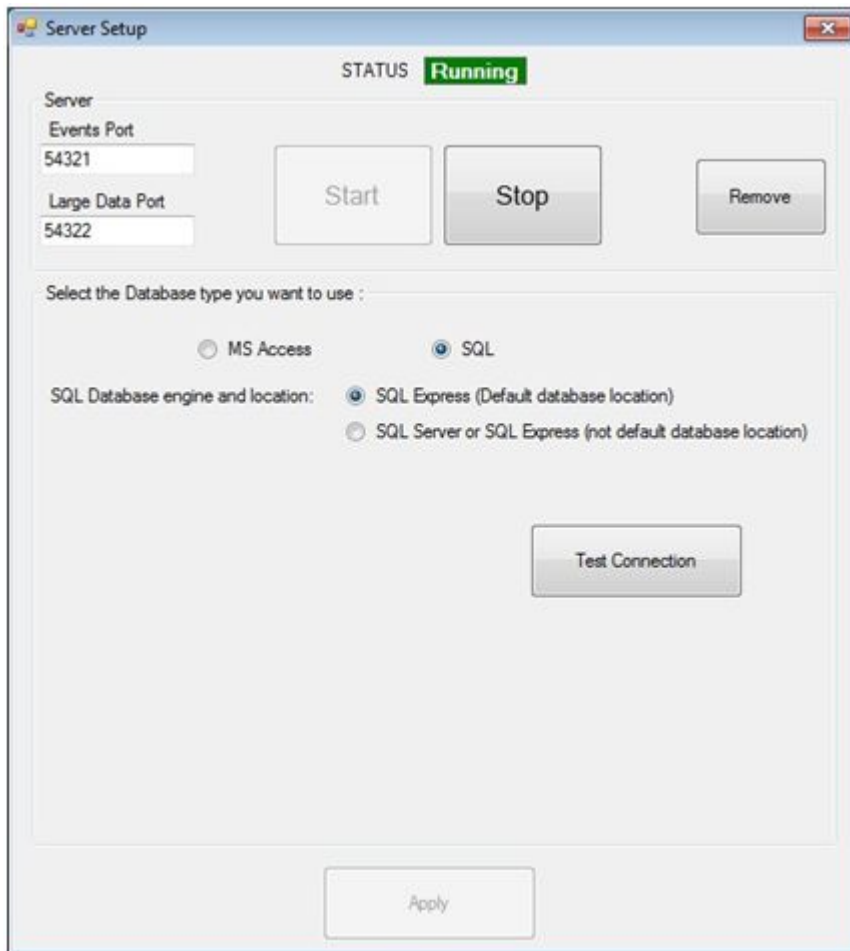 Server Setup
STATUS Running
Server
Events Port
54321
Large Data Port
54322
Start
Stop
Remove
Select the Database type you want to use :
MS Access
SQL
SQL Database engine and location:
SQL Express (Default database location)
SQL Server or SQL Express (not default database location)
Test Connection
Apply